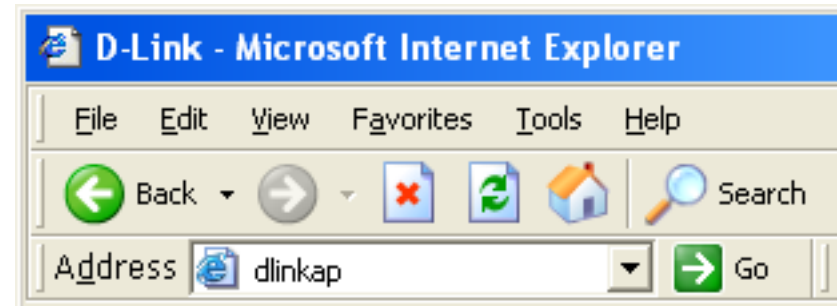 D-Link - Microsoft Internet Explorer
File Edit View Favorites Tools Help
Back Search
Address dlinkap Go